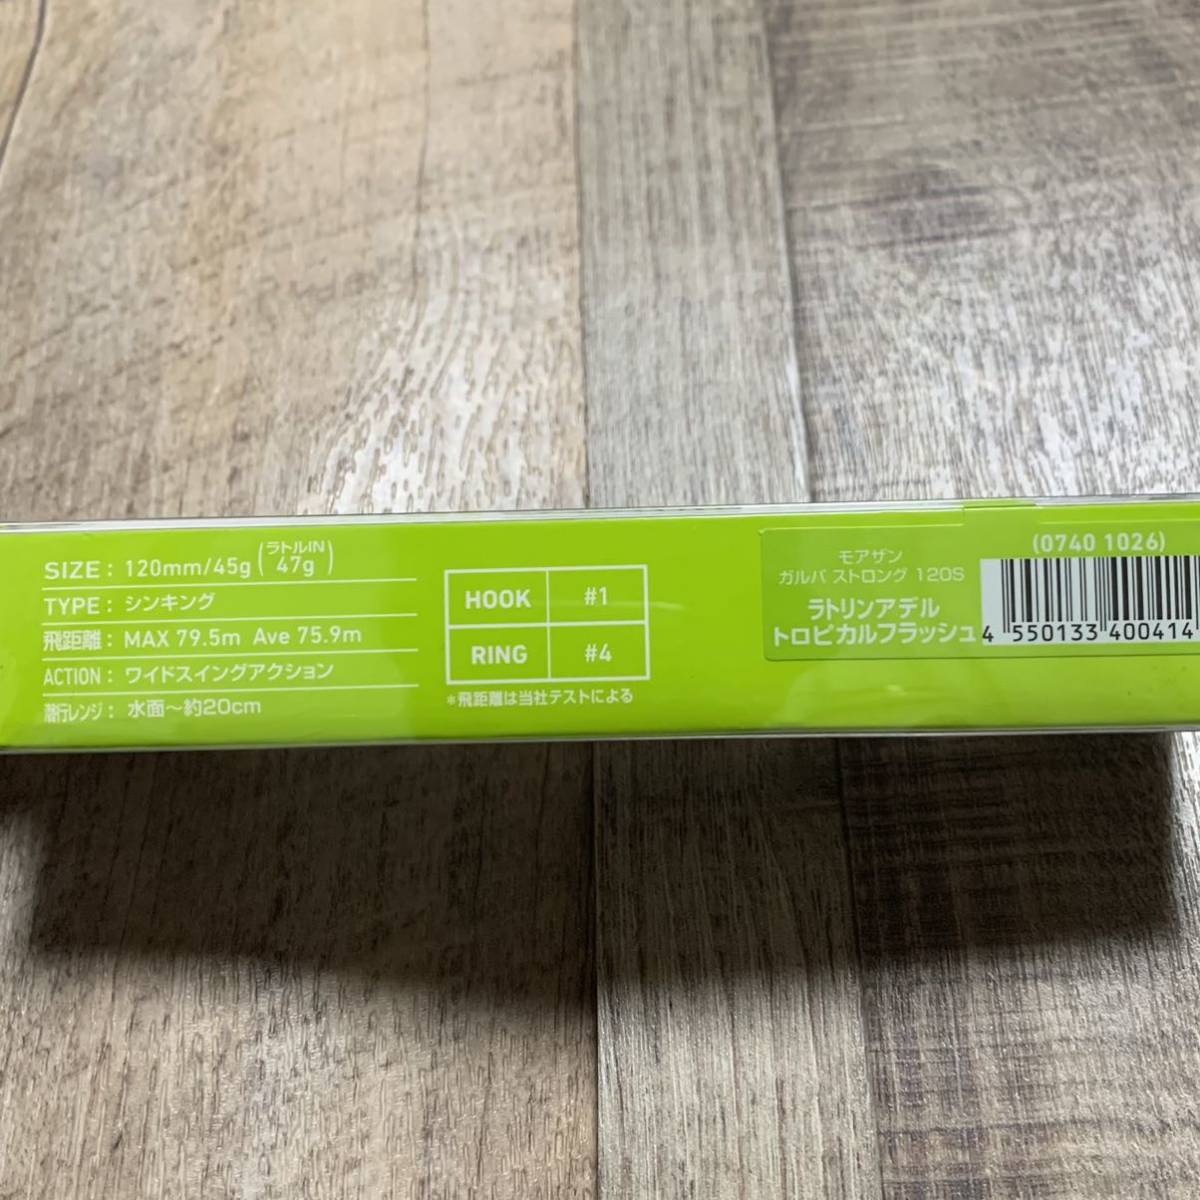 SIZE : 120mm/45g (ラトルIN 47g)
TYPE : シンキング
飛距離 : MAX 79.5m Ave 75.9m
ACTION : ワイドスイングアクション
潜行レンジ : 水面～約20cm
HOOK #1
RING #4
*飛距離は当社テストによる
モアザン
ガルバ ストロング 120S
ラトリンアデル
トロピカルフラッシュ
(0740 1026)
4 550133 400414